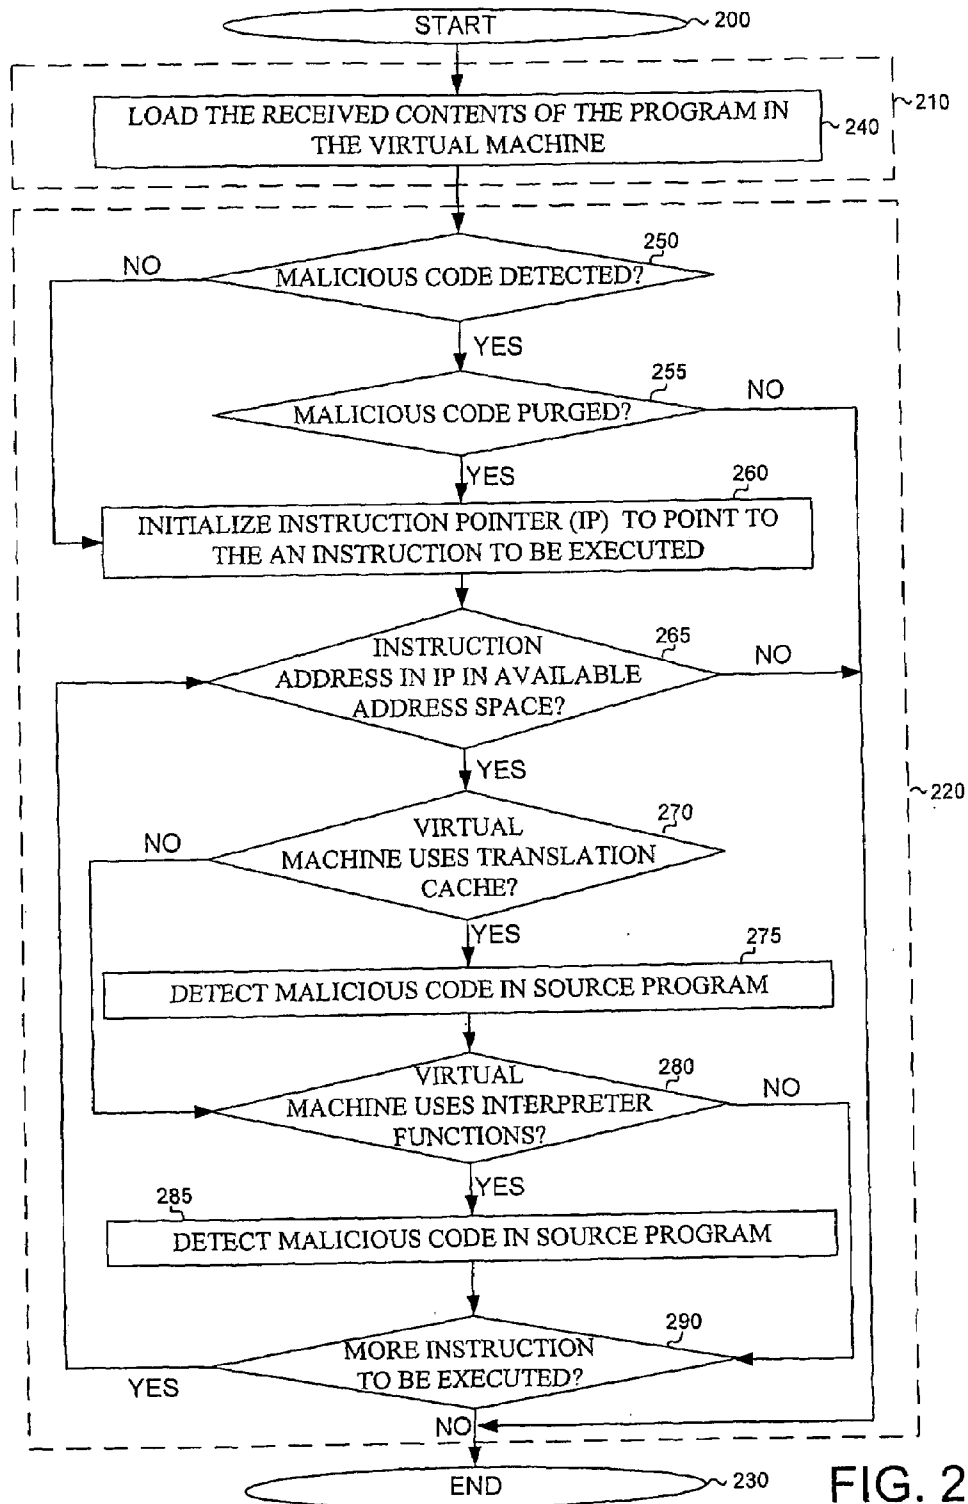 START
200
LOAD THE RECEIVED CONTENTS OF THE PROGRAM IN
THE VIRTUAL MACHINE
210
240
250
NO
MALICIOUS CODE DETECTED?
YES
255
NO
MALICIOUS CODE PURGED?
YES
260
INITIALIZE INSTRUCTION POINTER (IP) TO POINT TO
THE AN INSTRUCTION TO BE EXECUTED
265
INSTRUCTION
ADDRESS IN IP IN AVAILABLE
ADDRESS SPACE?
NO
YES
220
270
NO
VIRTUAL
MACHINE USES TRANSLATION
CACHE?
YES
275
DETECT MALICIOUS CODE IN SOURCE PROGRAM
280
VIRTUAL
MACHINE USES INTERPRETER
FUNCTIONS?
NO
YES
285
DETECT MALICIOUS CODE IN SOURCE PROGRAM
290
MORE INSTRUCTION
TO BE EXECUTED?
YES
NO
END
230
FIG. 2